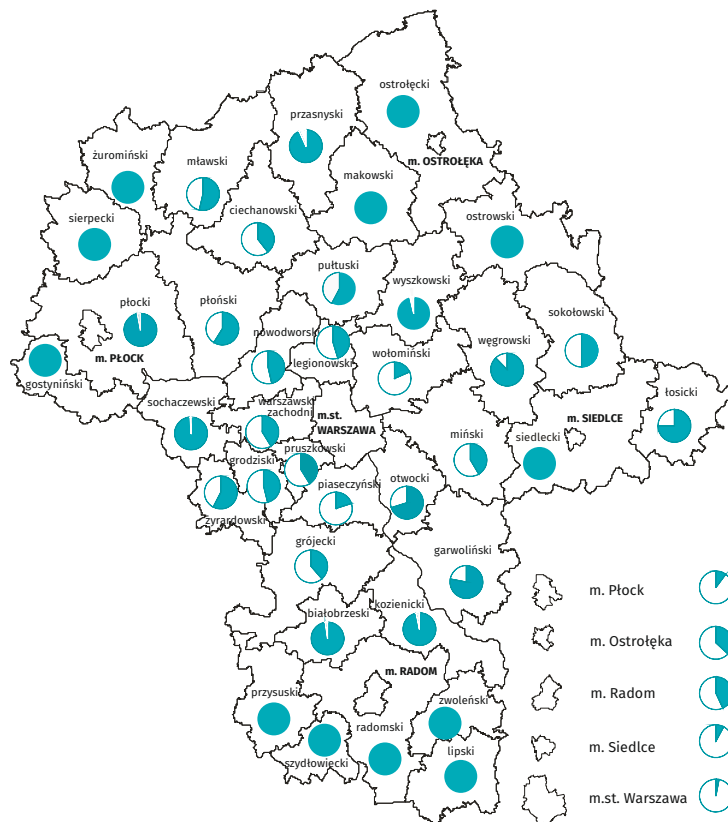 ostrołęcki
przasnyski
żuromiński
mławski
m. OSTROŁĘKA
makowski
ciechanowski
sierpecki
ostrowski
pułtuski
wyszkowski
płocki
płoński
sokołowski
nowodworski
węgrowski
m. PŁOCK
legionowski
wołomiński
gostyniński
łosicki
sochaczewski
warszawski
zachodni
m.st.
WARSZAWA
m. SIEDLCE
miński
siedlecki
pruszkowski
grodziski
piaseczyński
otwocki
żyrardowski
grójecki
garwoliński
m. Płock
białobrzeski
kozienicki
m. Ostrołęka
m. RADOM
przysuski
zwoleński
m. Radom
radomski
m. Siedlce
lipski
szydłowiecki
m.st. Warszawa